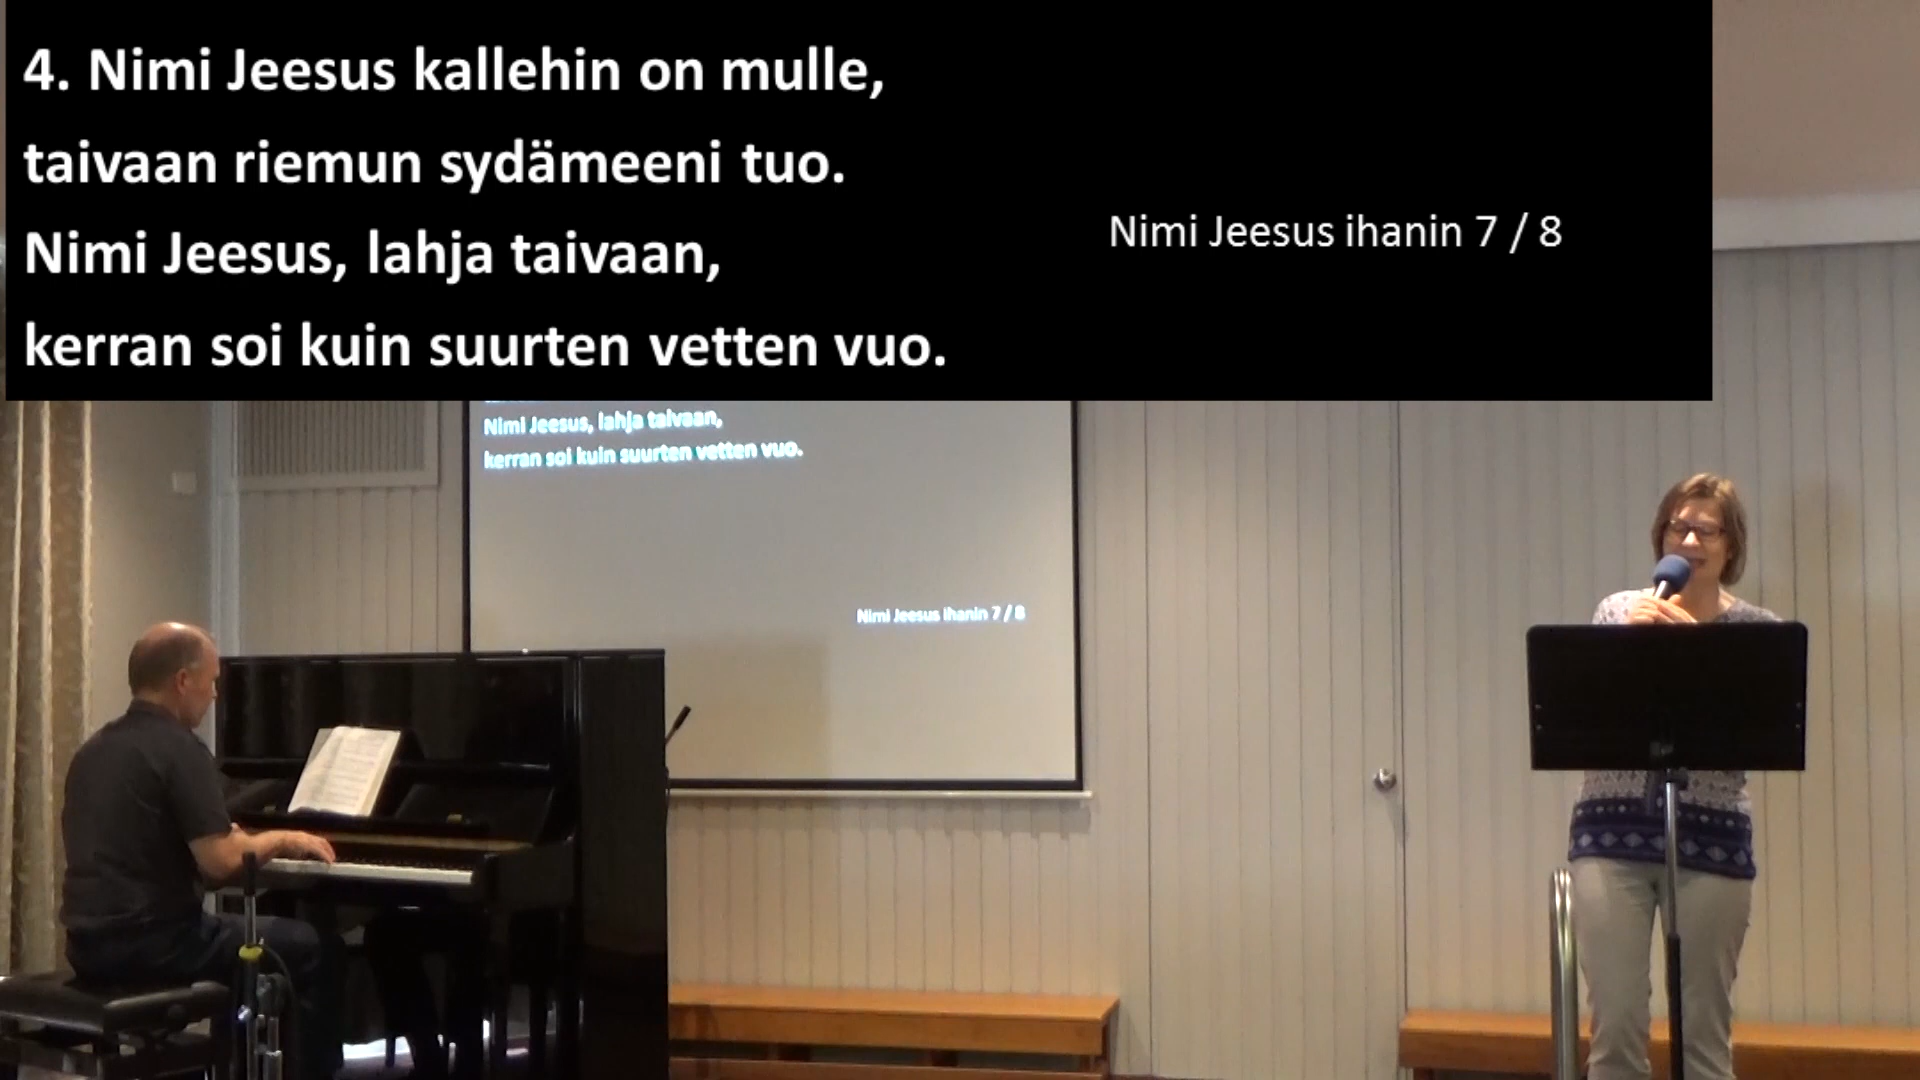 4. Nimi Jeesus kallehin on mulle,
taivaan riemun sydämeeni tuo.
Nimi Jeesus, lahja taivaan,
kerran soi kuin suurten vetten vuo.
Nimi Jeesus ihanin 7 / 8
Nimi Jeesus, lahja taivaan,
kerran soi kuin suurten vetten vuo.
Nimi Jeesus ihanin 7 / 8